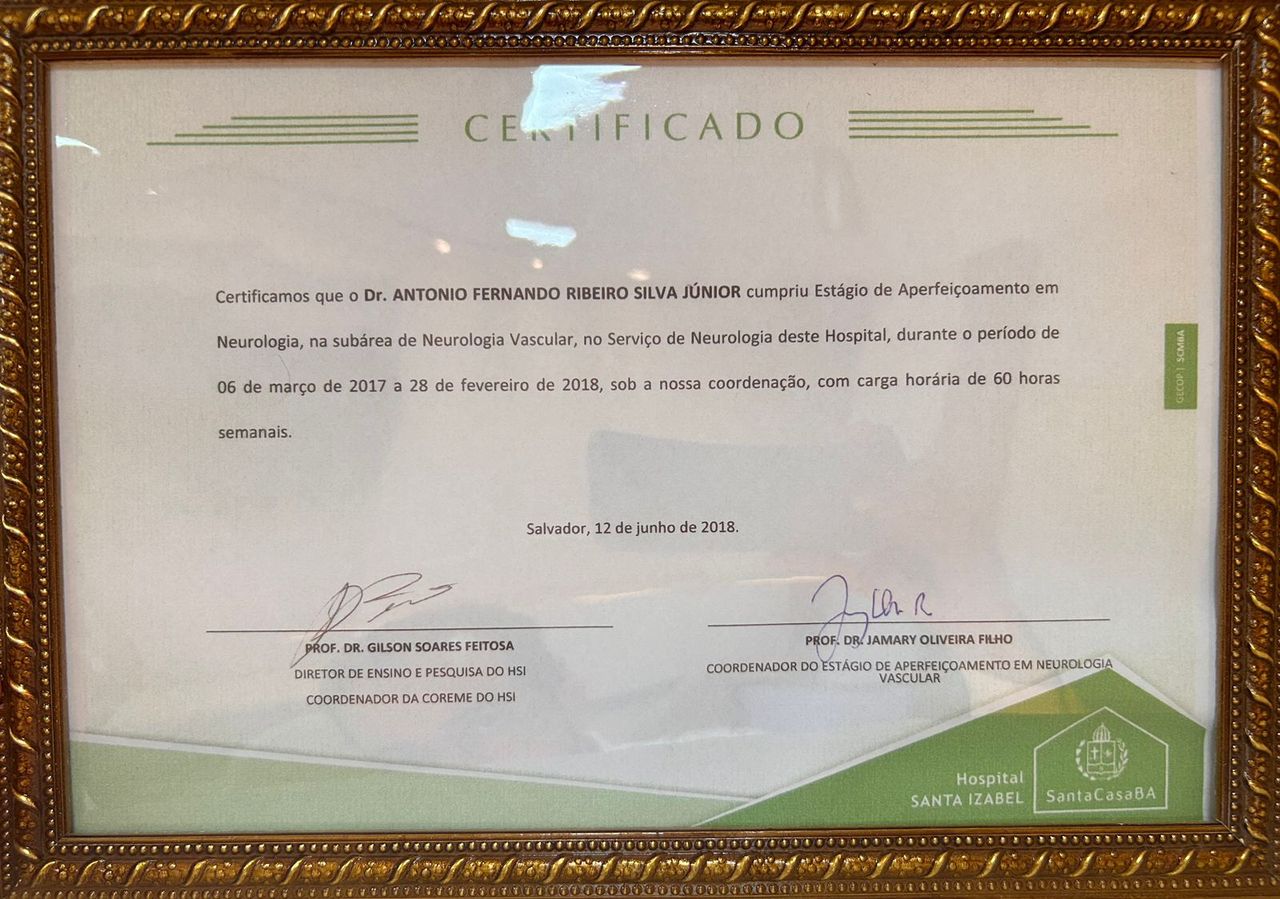 CERTIFICADO
Certificamos que o Dr. ANTONIO FERNANDO RIBEIRO SILVA JÚNIOR cumpriu Estágio de Aperfeiçoamento em
Neurologia, na subárea de Neurologia Vascular, no Serviço de Neurologia deste Hospital, durante o período de
06 de março de 2017 a 28 de fevereiro de 2018, sob a nossa coordenação, com carga horária de 60 horas
semanais.
GECOP | SCMBA
Salvador, 12 de junho de 2018.
PROF. DR. GILSON SOARES FEITOSA
DIRETOR DE ENSINO E PESQUISA DO HSI
COORDENADOR DA COREME DO HSI
PROF. DR. JAMARY OLIVEIRA FILHO
COORDENADOR DO ESTÁGIO DE APERFEIÇOAMENTO EM NEUROLOGIA
VASCULAR
Hospital
SANTA IZABEL
SantaCasaBA